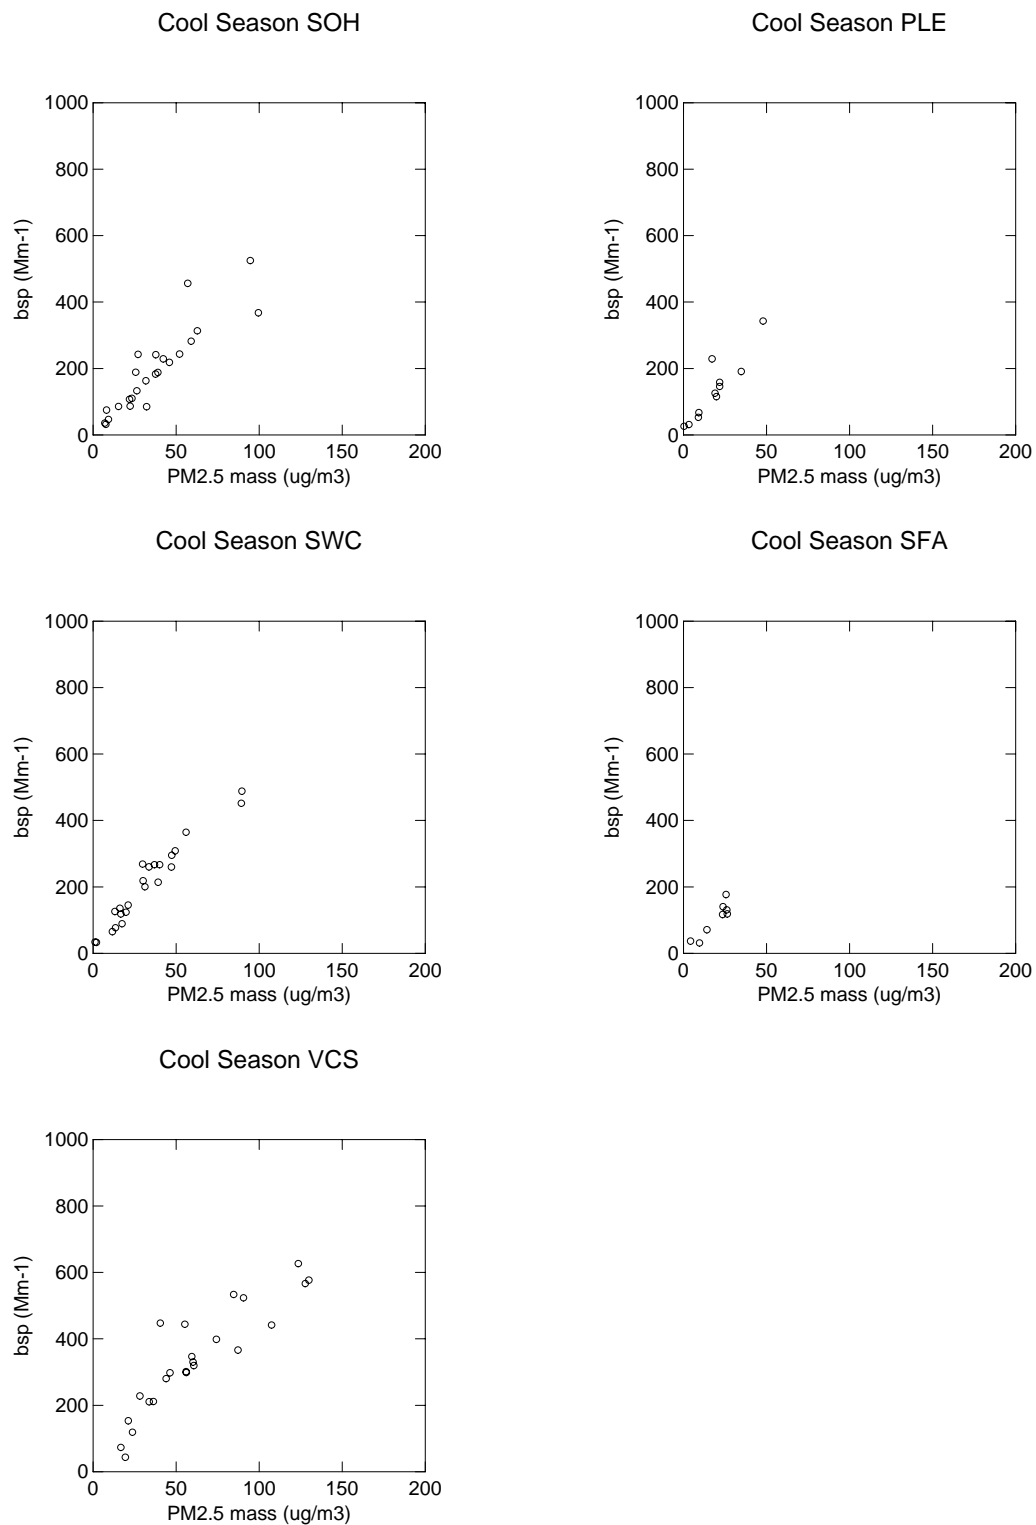 Cool Season SOH
1000
800
600
400
200
0
bsp (Mm-1)
0 50 100 150 200
PM2.5 mass (ug/m3)
Cool Season PLE
1000
800
600
400
200
0
bsp (Mm-1)
0 50 100 150 200
PM2.5 mass (ug/m3)
Cool Season SWC
1000
800
600
400
200
0
bsp (Mm-1)
0 50 100 150 200
PM2.5 mass (ug/m3)
Cool Season SFA
1000
800
600
400
200
0
bsp (Mm-1)
0 50 100 150 200
PM2.5 mass (ug/m3)
Cool Season VCS
1000
800
600
400
200
0
bsp (Mm-1)
0 50 100 150 200
PM2.5 mass (ug/m3)